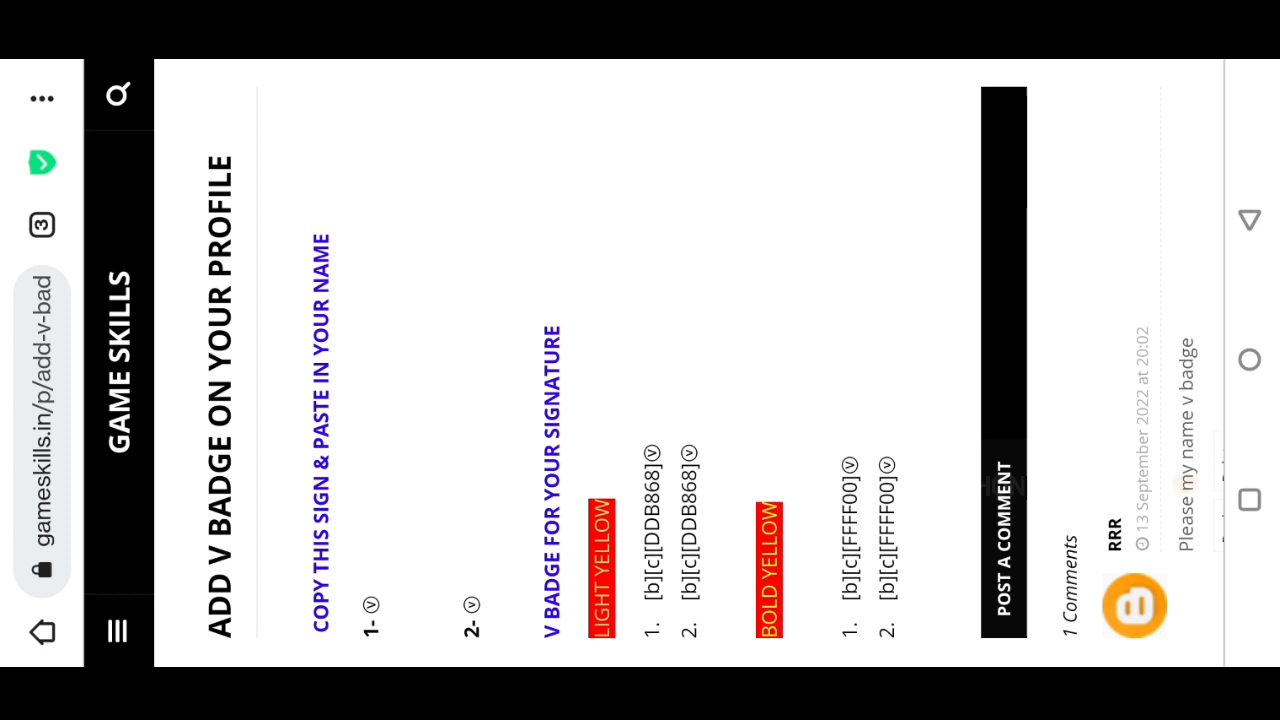 gameskills.in/p/add-v-bad
3
GAME SKILLS
ADD V BADGE ON YOUR PROFILE
COPY THIS SIGN & PASTE IN YOUR NAME
1- ⓥ
2- ⓥ
V BADGE FOR YOUR SIGNATURE
LIGHT YELLOW
1. [b][c][DDB868]ⓥ
2. [b][c][DDB868]ⓥ
BOLD YELLOW
1. [b][c][FFFF00]ⓥ
2. [b][c][FFFF00]ⓥ
POST A COMMENT
1 Comments
RRR
13 September 2022 at 20:02
Please my name v badge